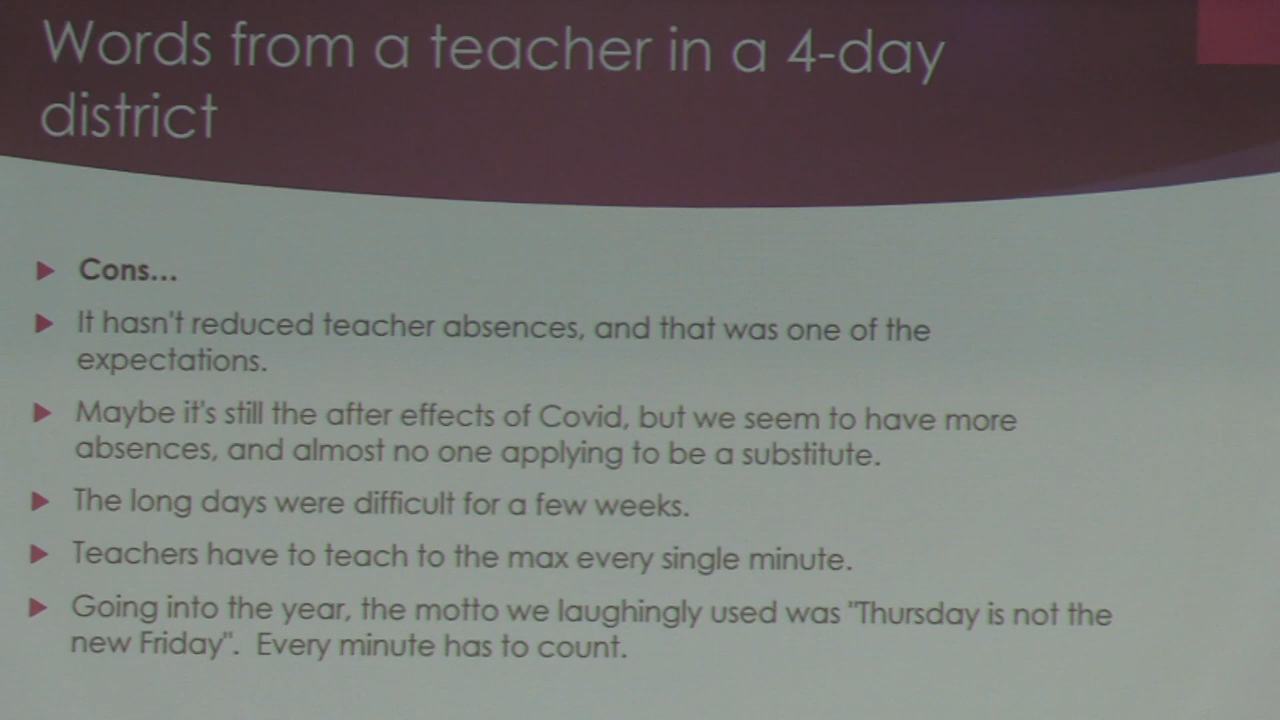 Words from a teacher in a 4-day
district
Cons...
It hasn't reduced teacher absences, and that was one of the
expectations.
Maybe it's still the after effects of Covid, but we seem to have more
absences, and almost no one applying to be a substitute.
The long days were difficult for a few weeks.
Teachers have to teach to the max every single minute.
Going into the year, the motto we laughingly used was "Thursday is not the
new Friday".  Every minute has to count.